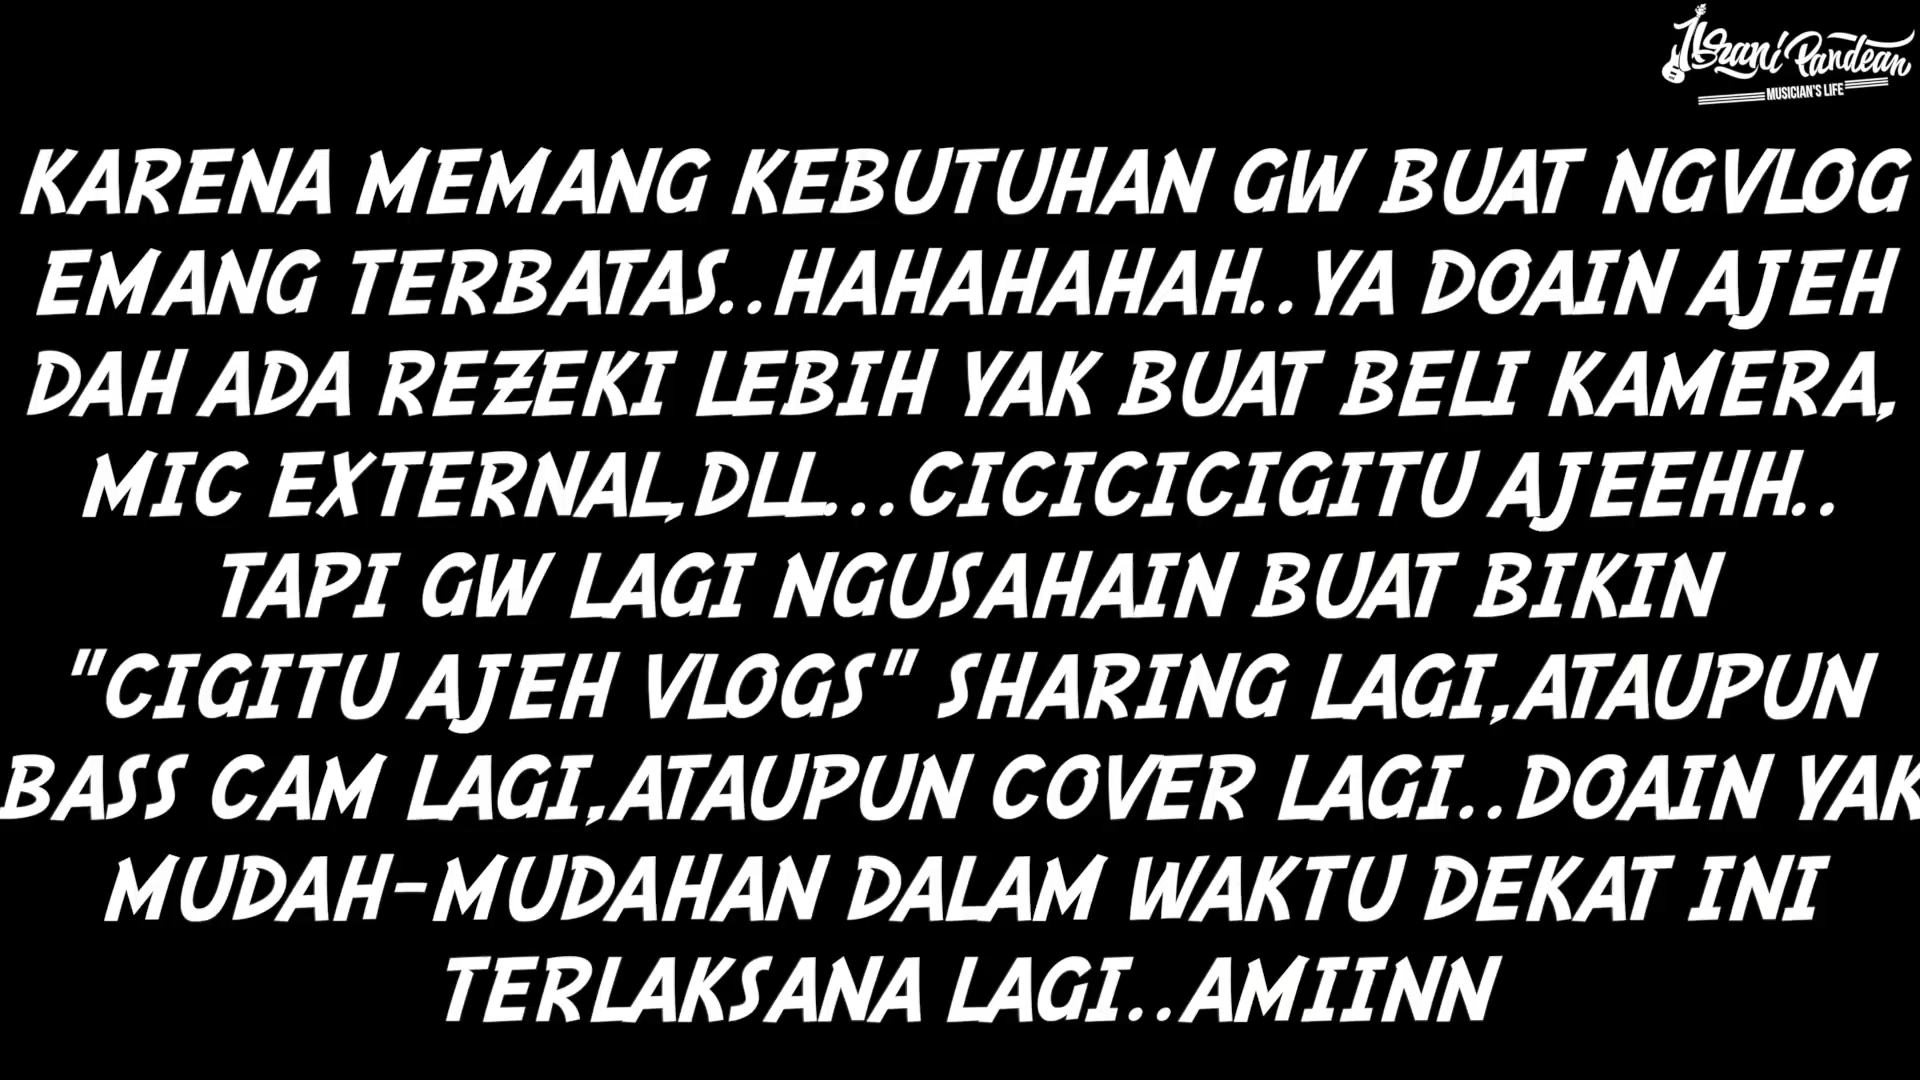 Israni Pandean
MUSICIAN'S LIFE
KARENA MEMANG KEBUTUHAN GW BUAT NGVLOG
EMANG TERBATAS..HAHAHAHAH..YA DOAIN AJEH
DAH ADA REZEKI LEBIH YAK BUAT BELI KAMERA,
MIC EXTERNAL,DLL...CICICICIGITU AJEEHH..
TAPI GW LAGI NGUSAHAIN BUAT BIKIN
"CIGITU AJEH VLOGS" SHARING LAGI,ATAUPUN
BASS CAM LAGI,ATAUPUN COVER LAGI..DOAIN YAK
MUDAH-MUDAHAN DALAM WAKTU DEKAT INI
TERLAKSANA LAGI..AMIINN